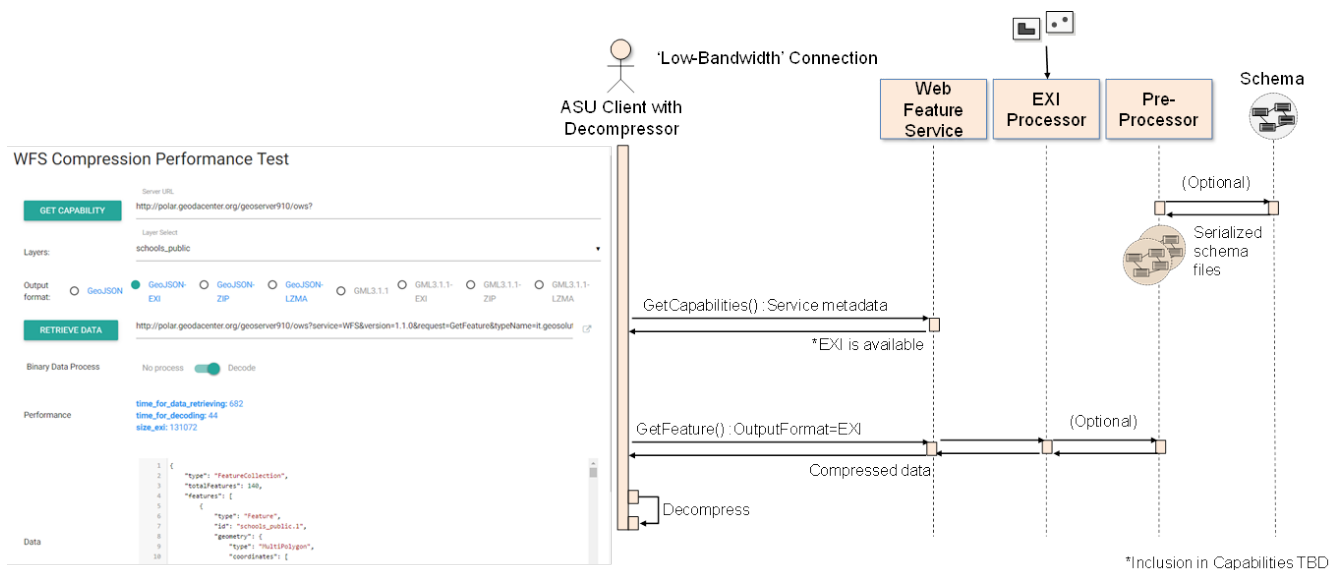 'Low-Bandwidth' Connection
ASU Client with
Decompressor
Web
Feature
Service
EXI
Processor
Pre-
Processor
Schema
(Optional)
Serialized
schema
files
GetCapabilities() : Service metadata
*EXI is available
GetFeature() : OutputFormat=EXI
(Optional)
Compressed data
Decompress
*Inclusion in Capabilities TBD
WFS Compression Performance Test
Server URL
GET CAPABILITY
http://polar.geodacenter.org/geoserver910/ows?
Layer Select
Layers:
schools_public
Output
format:
GeoJSON
GeoJSON-
EXI
GeoJSON-
ZIP
GeoJSON-
LZMA
GML3.1.1
GML3.1.1-
EXI
GML3.1.1-
ZIP
GML3.1.1-
LZMA
RETRIEVE DATA
http://polar.geodacenter.org/geoserver910/ows?service=WFS&version=1.1.0&request=GetFeature&typeName=it.geosolut
Binary Data Process
No process
Decode
Performance
time_for_data_retrieving: 682
time_for_decoding: 44
size_exi: 131072
Data
1 {
2 "type": "FeatureCollection",
3 "totalFeatures": 140,
4 "features": [
5 {
6 "type": "Feature",
7 "id": "schools_public.1",
8 "geometry": {
9 "type": "MultiPolygon",
10 "coordinates": [